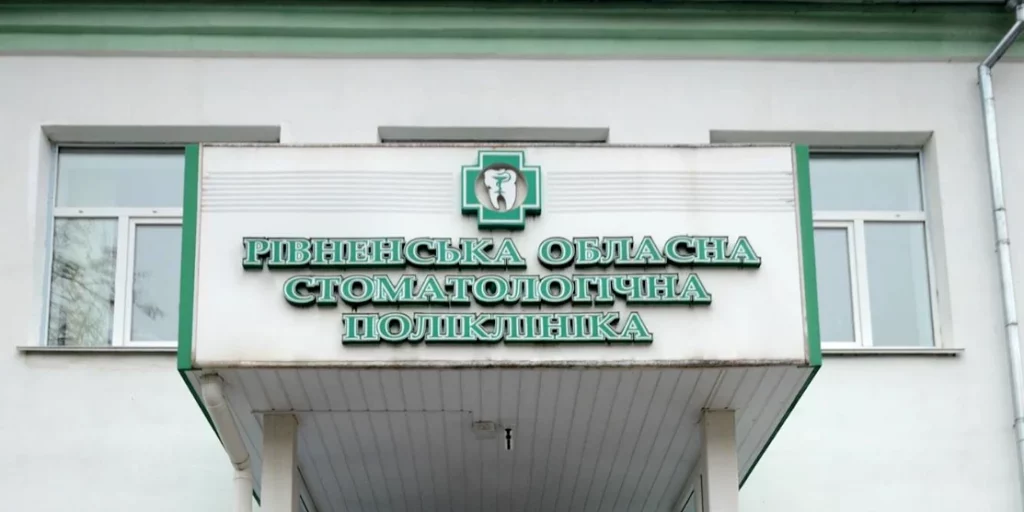 РІВНЕНСЬКА ОБЛАСНА
СТОМАТОЛОГІЧНА
ПОЛІКЛІНІКА